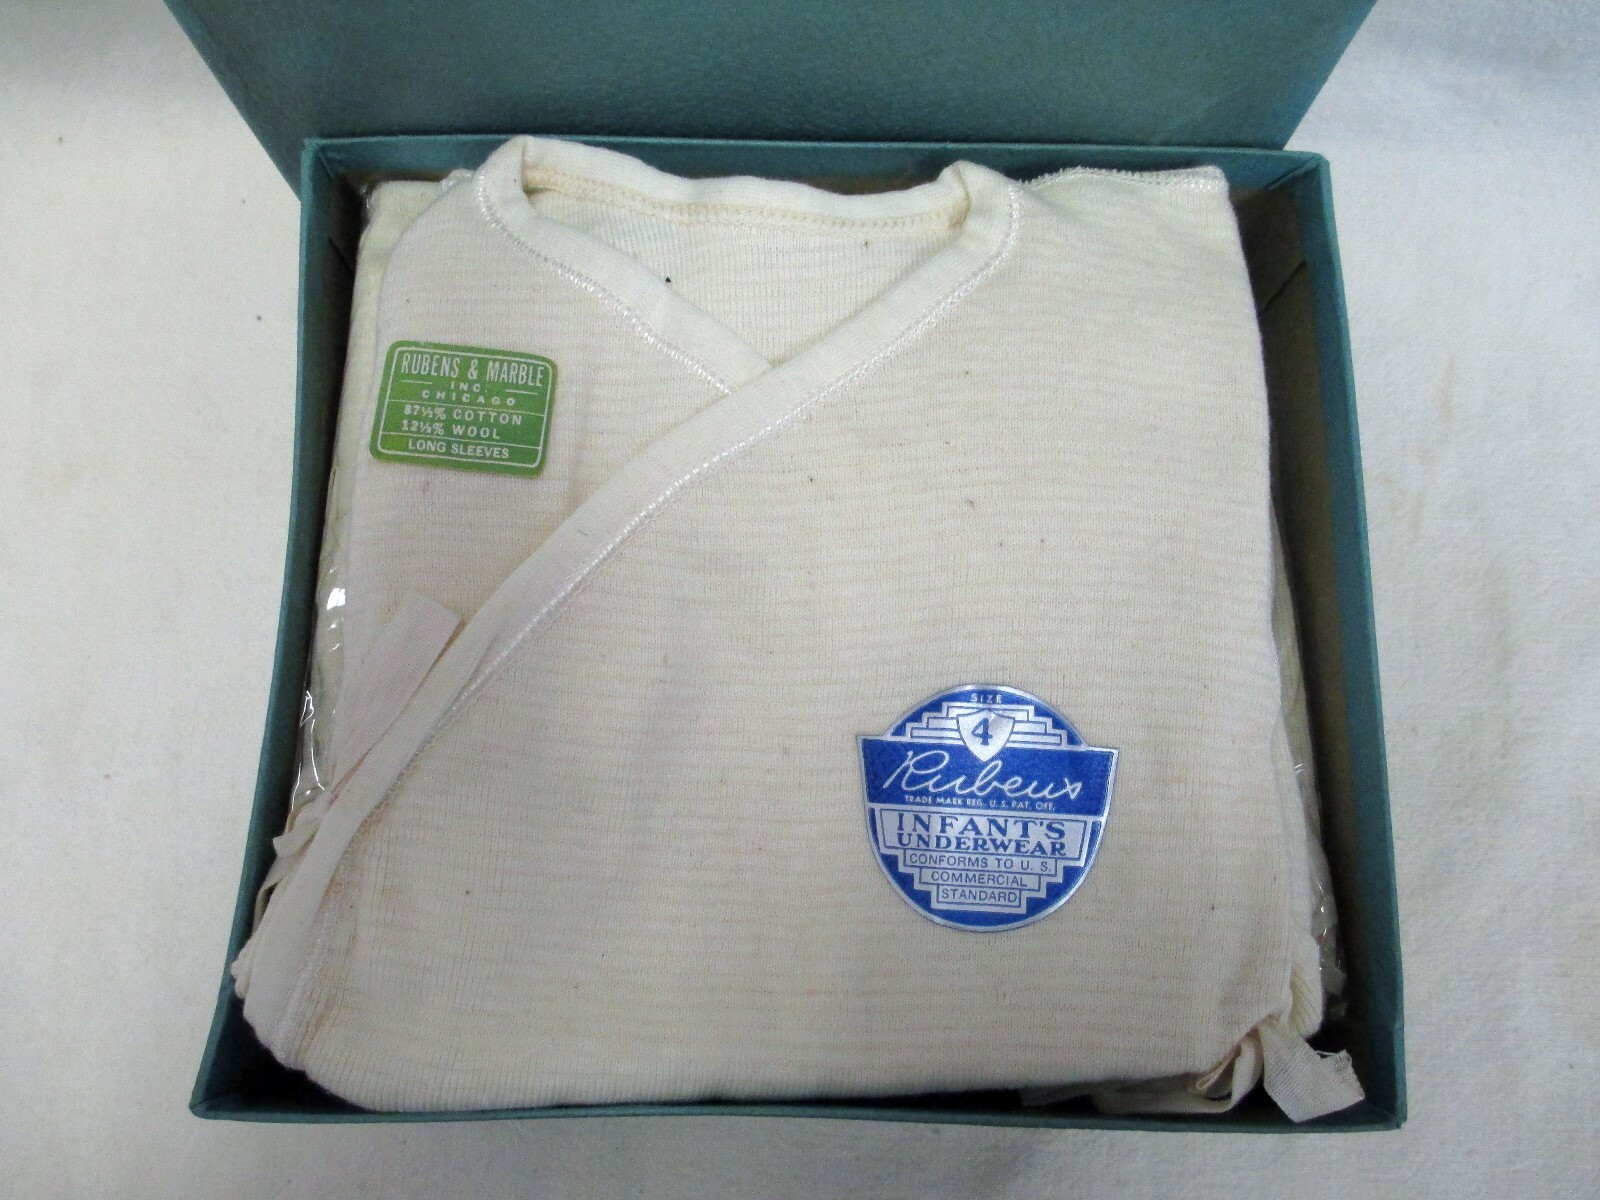 RUBENS & MARBLE
INC.
CHICAGO
87½% COTTON
12½% WOOL
LONG SLEEVES
SIZE
4
Rubens
TRADE MARK REG. U.S. PAT. OFF.
INFANT'S
UNDERWEAR
CONFORMS TO U. S.
COMMERCIAL
STANDARD